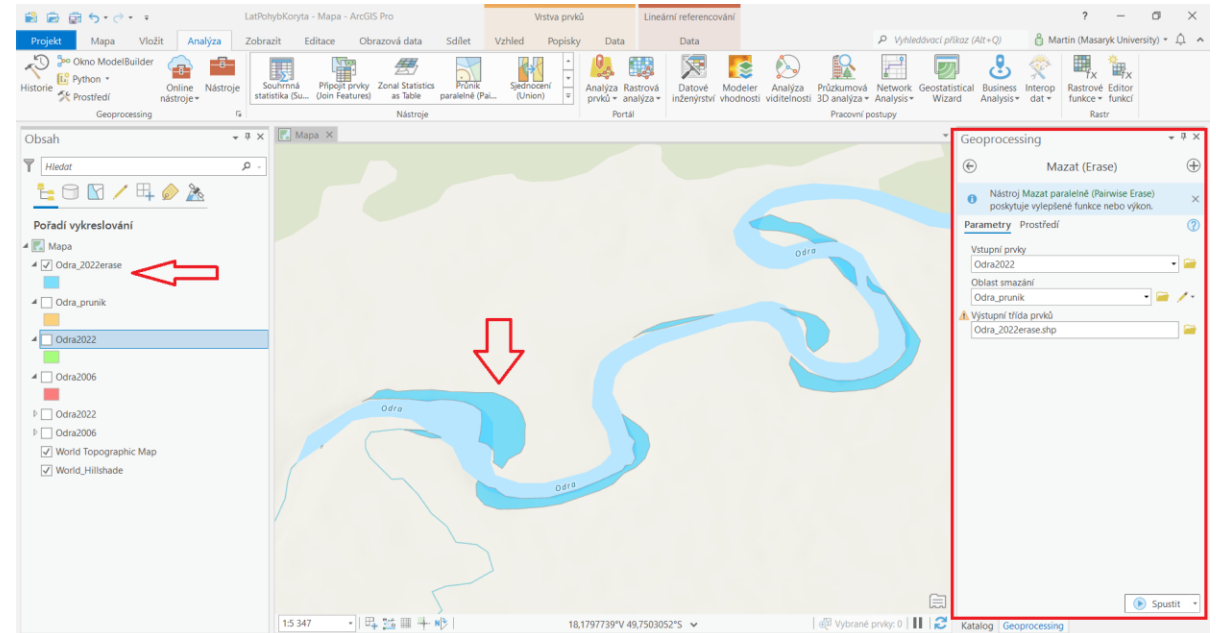 LatPohybKoryta - Mapa - ArcGIS Pro
Vrstva prvků
Lineární referencování
?
Projekt Mapa Vložit Analýza Zobrazit Editace Obrazová data Sdílet Vzhled Popisky Data Data
Vyhledávací příkaz (Alt+Q)
Martin (Masaryk University)
Historie
Okno ModelBuilder
Python
Prostředí
Online nástroje
Nástroje
Geoprocessing
Souhrnná statistika (Su...
Připojit prvky (Join Features)
Zonal Statistics as Table
Průnik paralelně (Pai...
Sjednocení (Union)
Nástroje
Analýza prvků
Rastrová analýza
Portál
Datové inženýrství
Modeler vhodnosti
Analýza viditelnosti
Průzkumová 3D analýza
Network Analysis
Geostatistical Wizard
Business Analysis
Interop dat
Pracovní postupy
Rastrové funkce
Editor funkcí
Rastr
Obsah
Hledat
Pořadí vykreslování
Mapa
Odra_2022erase
Odra_prunik
Odra2022
Odra2006
Odra2022
Odra2006
World Topographic Map
World_Hillshade
Mapa
Odra
Odra
Odra
1:5 347
18,1797739°V 49,7503052°S
Vybrané prvky: 0
Geoprocessing
Mazat (Erase)
Nástroj Mazat paralelně (Pairwise Erase)
poskytuje vylepšené funkce nebo výkon.
Parametry Prostředí
Vstupní prvky
Odra2022
Oblast smazání
Odra_prunik
Výstupní třída prvků
Odra_2022erase.shp
Spustit
Katalog Geoprocessing